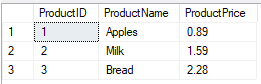 ProductID ProductName ProductPrice
1 1 Apples 0.89
2 2 Milk 1.59
3 3 Bread 2.28